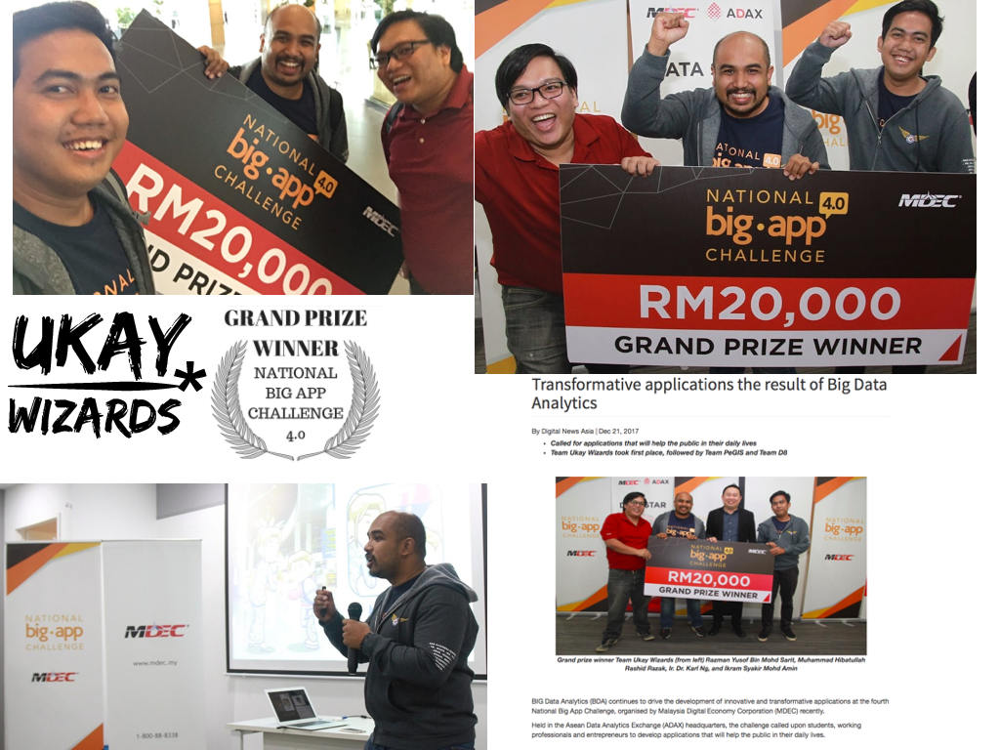 NATIONAL
big·app 4.0
CHALLENGE
MDEC
RM20,000
MDEC ADAX
NATIONAL
4.0
NATIONAL
big·app 4.0
CHALLENGE
MDEC
RM20,000
GRAND PRIZE WINNER
UKAY
WIZARDS*
GRAND PRIZE
WINNER
NATIONAL
BIG APP
CHALLENGE
4.0
Transformative applications the result of Big Data
Analytics
By Digital News Asia | Dec 21, 2017
• Called for applications that will help the public in their daily lives
• Team Ukay Wizards took first place, followed by Team PeGIS and Team D8
MDEC ADAX
NATIONAL
big·app
CHALLENGE
MDEC
NATIONAL
big·app 4.0
CHALLENGE
MDEC
RM20,000
GRAND PRIZE WINNER
NATIONAL
big·app
CHALLENGE
MDEC
Grand prize winner Team Ukay Wizards (from left) Razman Yusof Bin Mohd Sarit, Muhammad Hibatullah
Rashid Razak, Ir. Dr. Karl Ng, and Ikram Syakir Mohd Amin
BIG Data Analytics (BDA) continues to drive the development of innovative and transformative applications at the fourth
National Big App Challenge, organised by Malaysia Digital Economy Corporation (MDEC) recently.
Held in the Asean Data Analytics Exchange (ADAX) headquarters, the challenge called upon students, working
professionals and entrepreneurs to develop applications that will help the public in their daily lives.
NATIONAL
big·app
CHALLENGE
MDEC
MDEC
www.mdec.my
1-800-88-8338